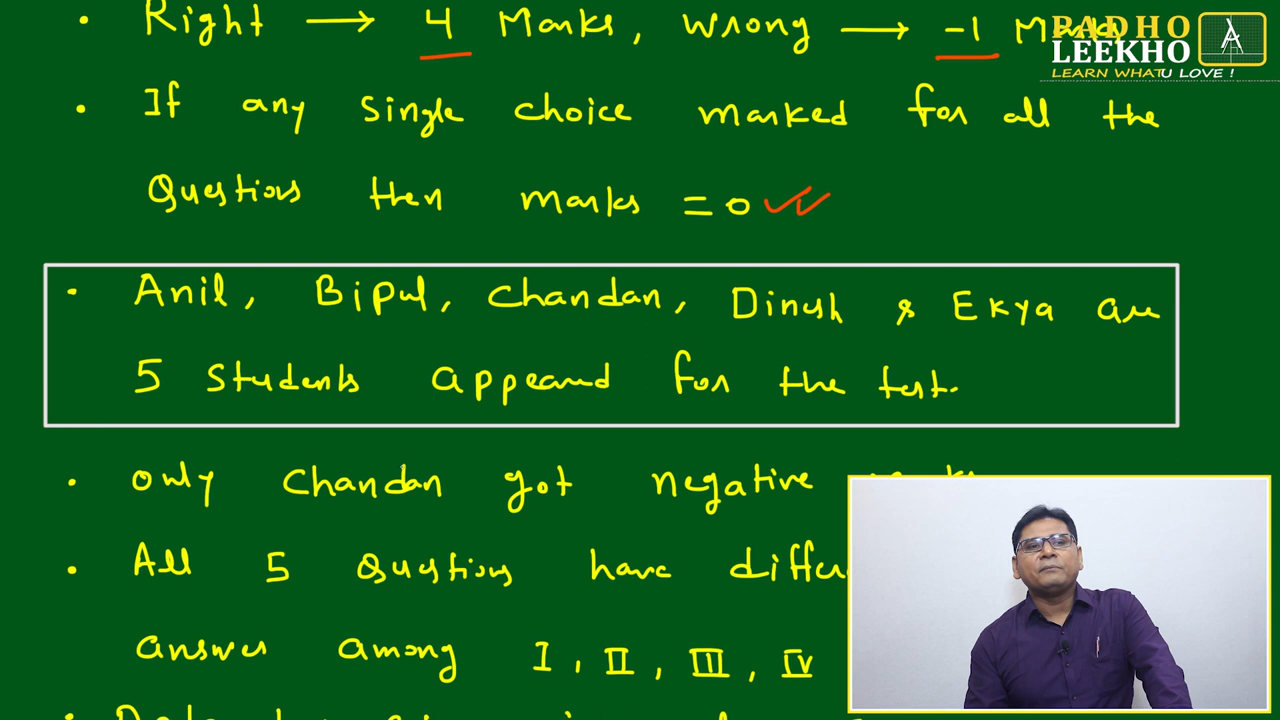 • Right → 4 Marks, wrong → -1 Marks
PADHO
LEEKHO
LEARN WHAT U LOVE !
• If any single choice marked for all the
Questions then marks = 0
• Anil, Bipul, Chandan, Dinesh & Ekya are
5 students appeared for the test.
• only Chandan got negative
• All 5 Questions have
answer among I, II, III, IV